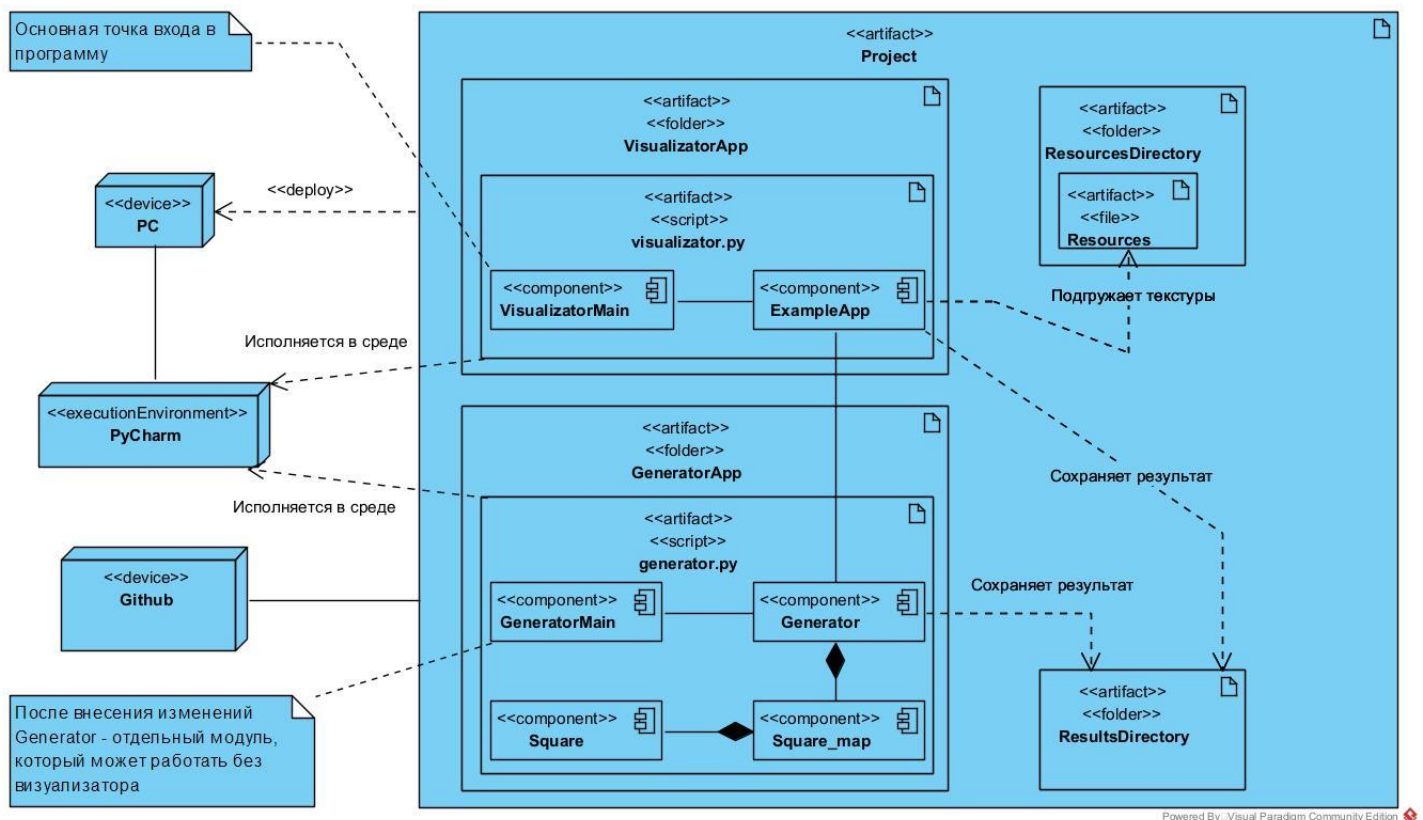 Основная точка входа в
программу
<<artifact>>
Project
<<artifact>>
<<folder>>
VisualizatorApp
<<artifact>>
<<script>>
visualizator.py
<<component>>
VisualizatorMain
<<component>>
ExampleApp
<<artifact>>
<<folder>>
ResourcesDirectory
<<artifact>>
<<file>>
Resources
Подгружает текстуры
<<deploy>>
<<device>>
PC
Исполняется в среде
<<executionEnvironment>>
PyCharm
Исполняется в среде
<<device>>
Github
<<artifact>>
<<folder>>
GeneratorApp
<<artifact>>
<<script>>
generator.py
<<component>>
GeneratorMain
<<component>>
Generator
<<component>>
Square
<<component>>
Square_map
Сохраняет результат
Сохраняет результат
<<artifact>>
<<folder>>
ResultsDirectory
После внесения изменений
Generator - отдельный модуль,
который может работать без
визуализатора
Powered By Visual Paradigm Community Edition